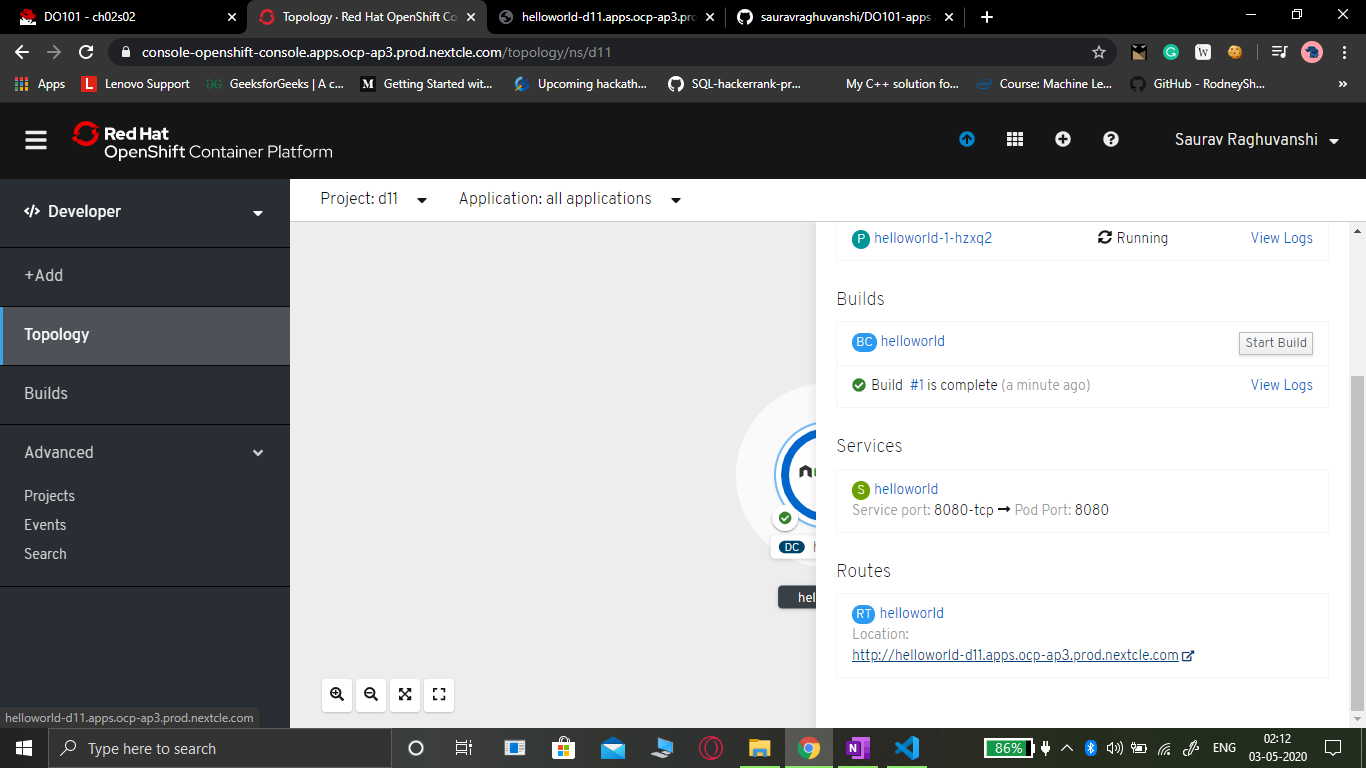 DO101 - ch02s02
Topology · Red Hat OpenShift Co
helloworld-d11.apps.ocp-ap3.pro
sauravraghuvanshi/DO101-apps
console-openshift-console.apps.ocp-ap3.prod.nextcle.com/topology/ns/d11
Apps
Lenovo Support
GeeksforGeeks | A c...
Getting Started wit...
Upcoming hackath...
SQL-hackerrank-pr...
My C++ solution fo...
Course: Machine Le...
GitHub - RodneySh...
Red Hat
OpenShift Container Platform
Saurav Raghuvanshi
Developer
Project: d11
Application: all applications
+Add
Topology
Builds
Advanced
Projects
Events
Search
DC
hel
P helloworld-1-hzxq2 Running View Logs
Builds
BC helloworld Start Build
Build #1 is complete (a minute ago) View Logs
Services
S helloworld
Service port: 8080-tcp → Pod Port: 8080
Routes
RT helloworld
Location:
http://helloworld-d11.apps.ocp-ap3.prod.nextcle.com
helloworld-d11.apps.ocp-ap3.prod.nextcle.com
Type here to search
86%
ENG
02:12
03-05-2020